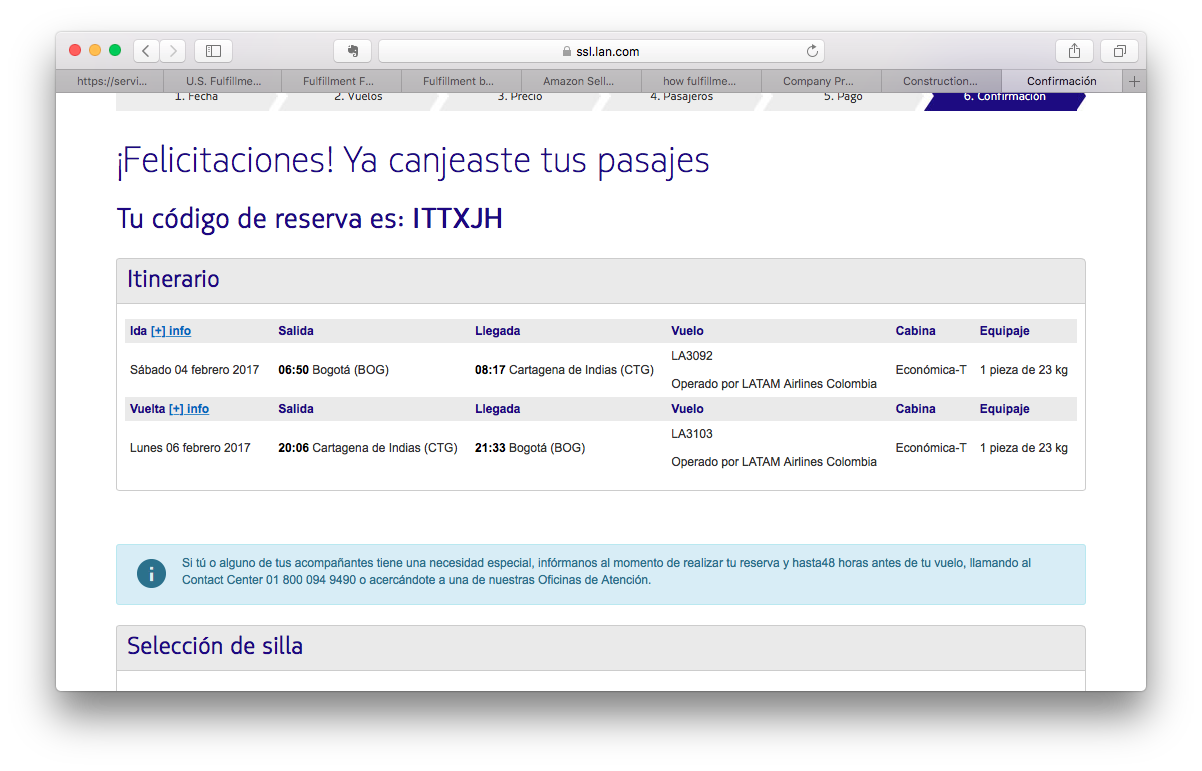 ssl.lan.com
https://servi...
U.S. Fulfillme...
Fulfillment F...
Fulfillment b...
Amazon Sell...
how fulfillme...
Company Pr...
Construction...
Confirmación
1. Fecha
2. Vuelos
3. Precio
4. Pasajeros
5. Pago
6. Confirmación
¡Felicitaciones! Ya canjeaste tus pasajes
Tu código de reserva es: ITTXJH
Itinerario
Ida [+] info Salida Llegada Vuelo Cabina Equipaje
LA3092
Sábado 04 febrero 2017 06:50 Bogotá (BOG) 08:17 Cartagena de Indias (CTG) Económica-T 1 pieza de 23 kg
Operado por LATAM Airlines Colombia
Vuelta [+] info Salida Llegada Vuelo Cabina Equipaje
LA3103
Lunes 06 febrero 2017 20:06 Cartagena de Indias (CTG) 21:33 Bogotá (BOG) Económica-T 1 pieza de 23 kg
Operado por LATAM Airlines Colombia
Si tú o alguno de tus acompañantes tiene una necesidad especial, infórmanos al momento de realizar tu reserva y hasta48 horas antes de tu vuelo, llamando al
Contact Center 01 800 094 9490 o acercándote a una de nuestras Oficinas de Atención.
Selección de silla